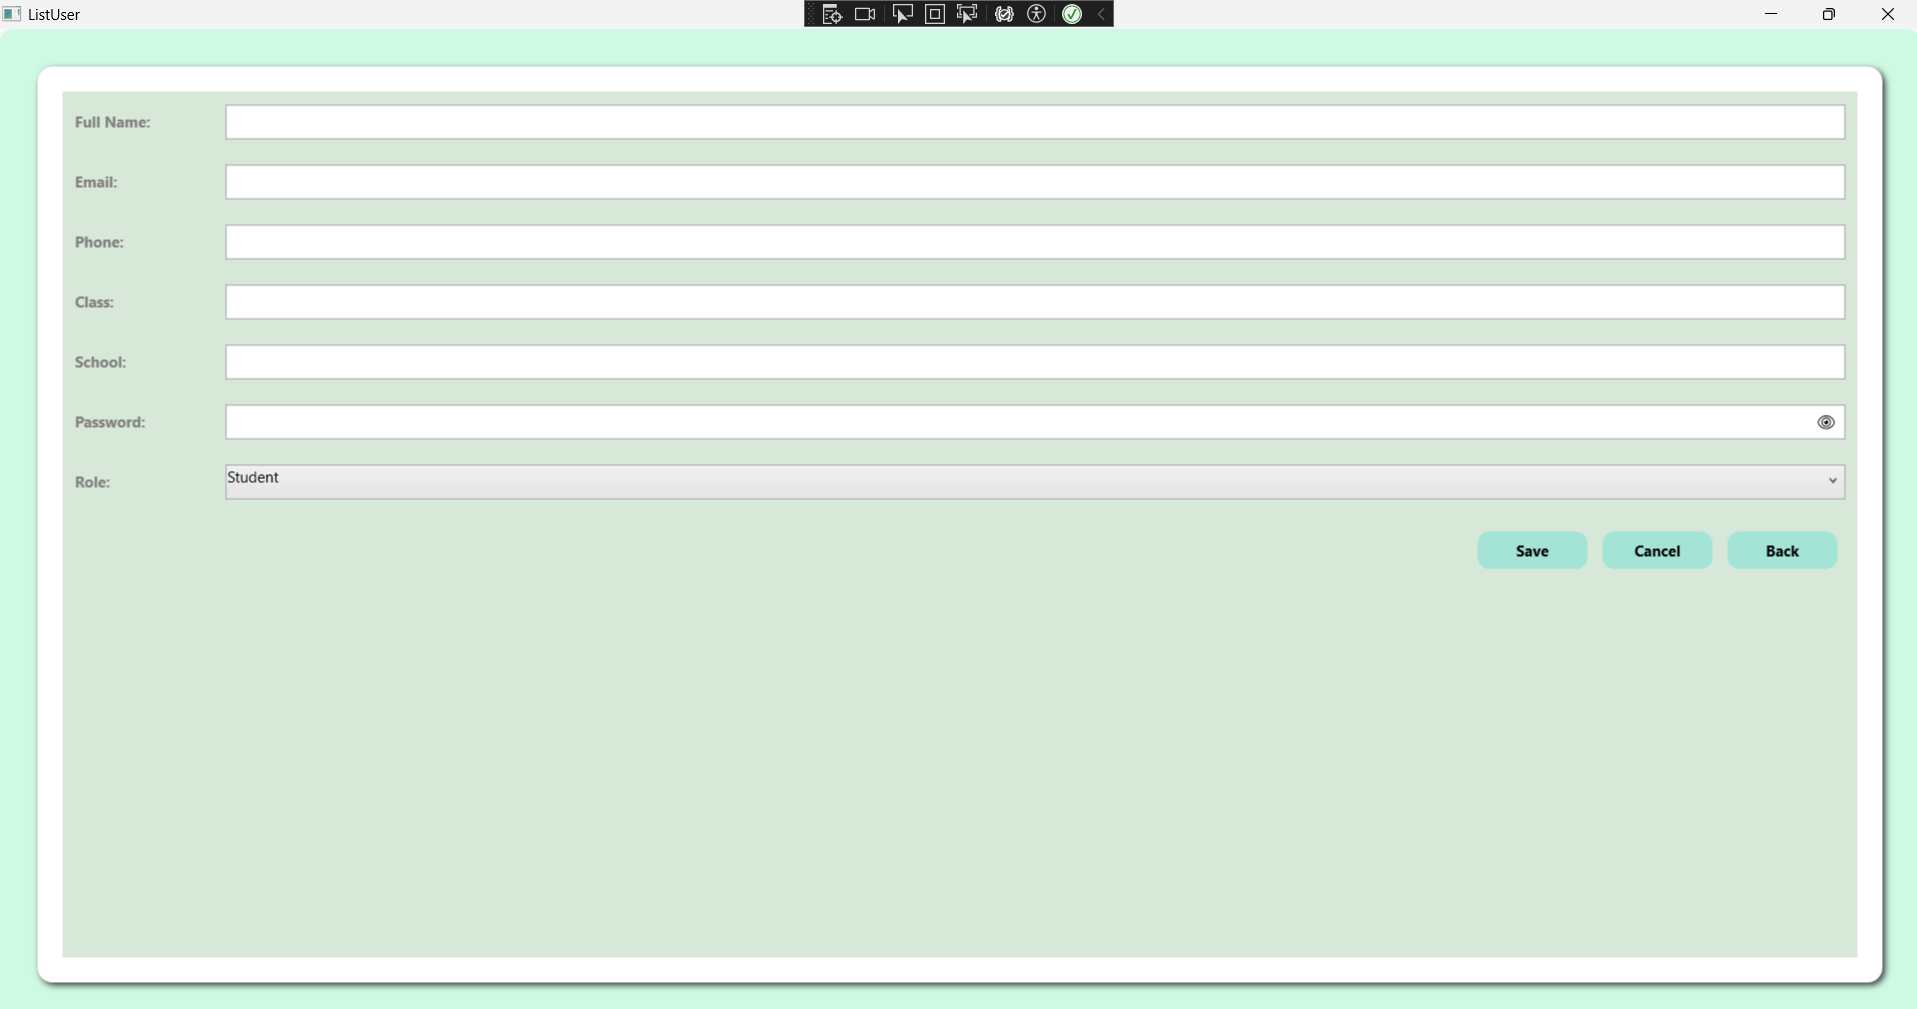 ListUser
Full Name:
Email:
Phone:
Class:
School:
Password:
Role:
Student
Save
Cancel
Back